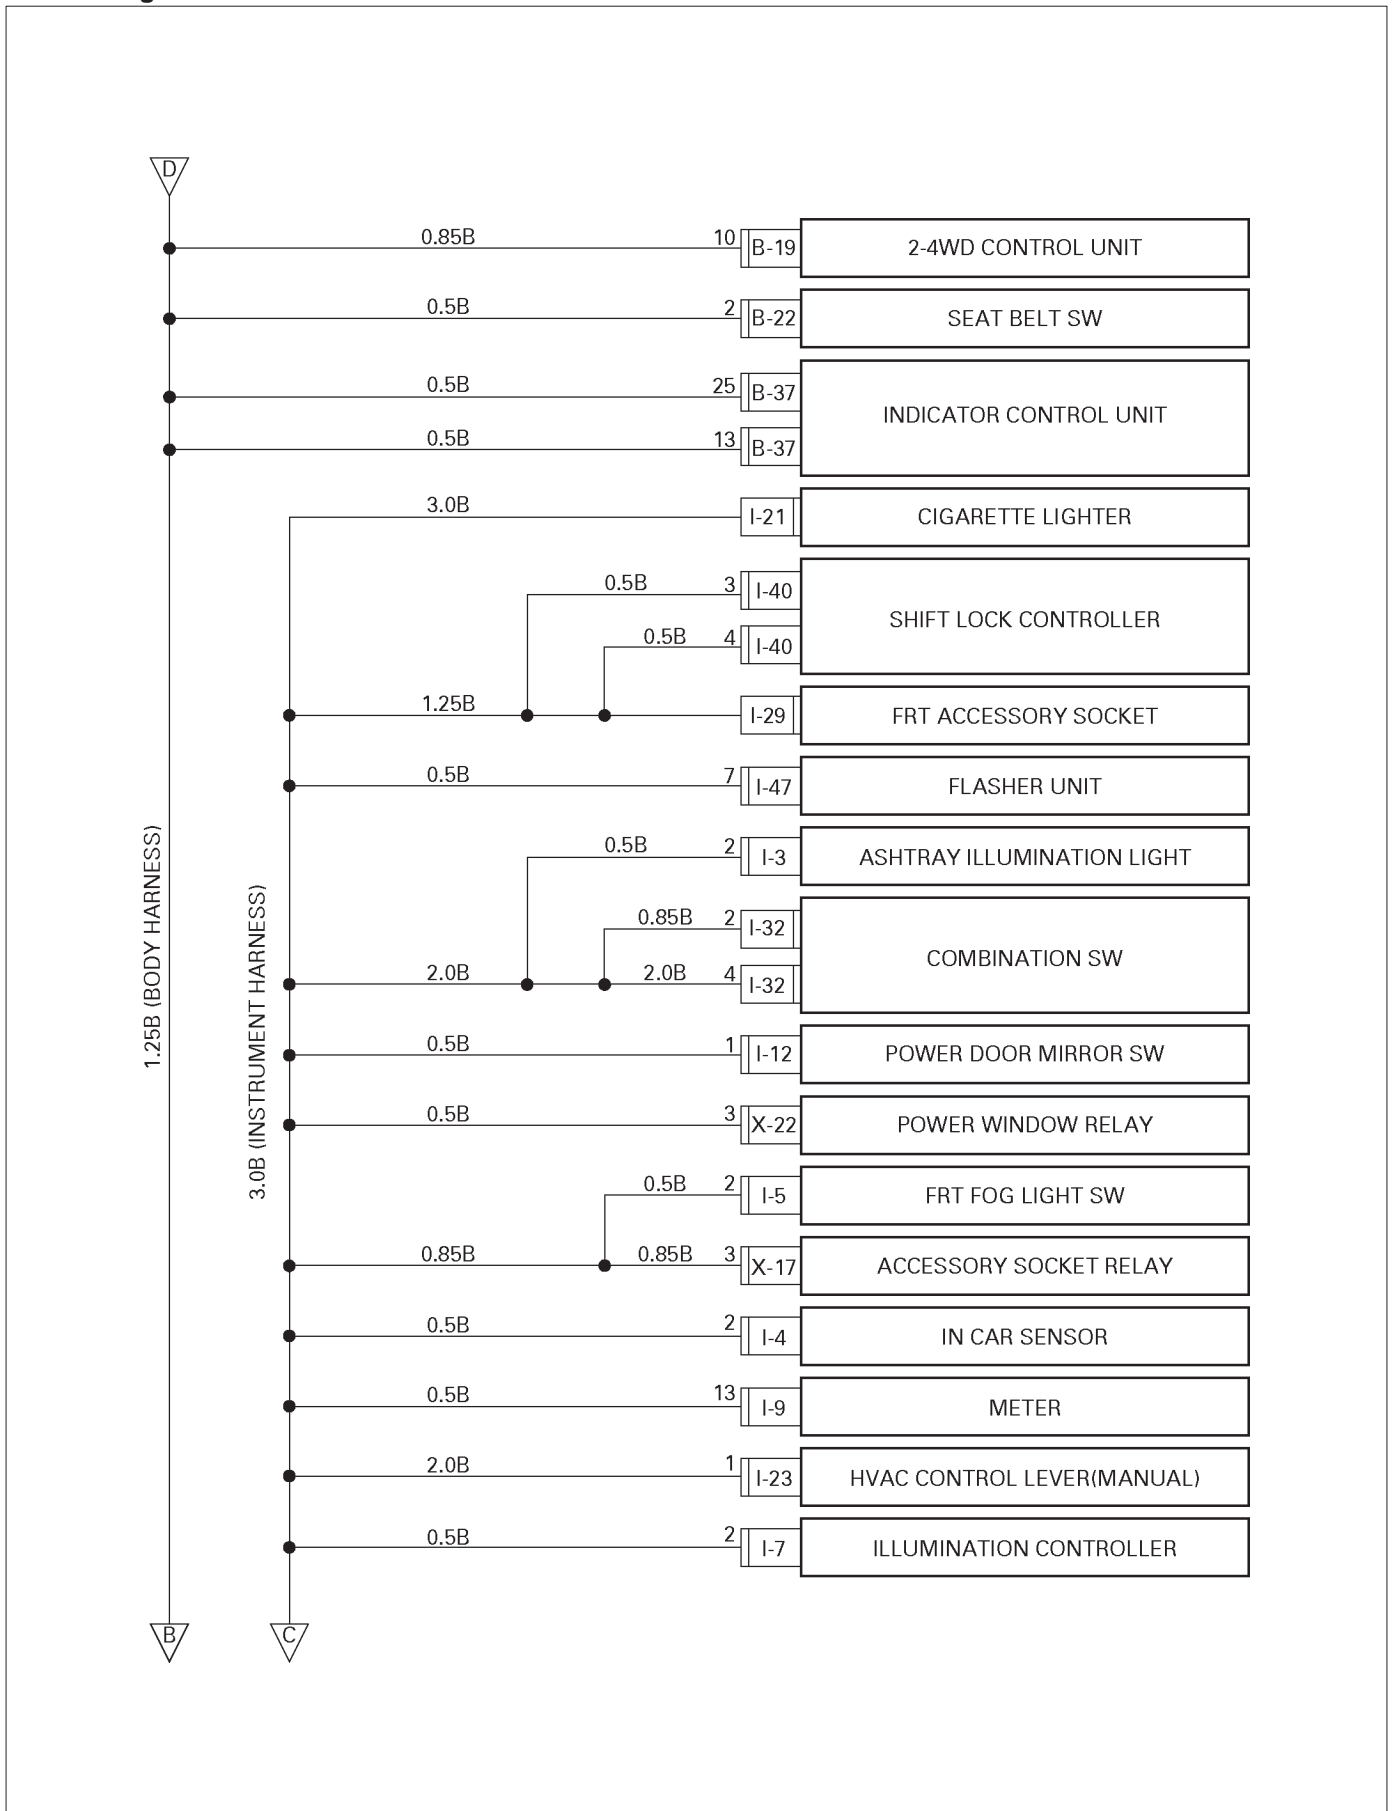 D
0.85B 10 B-19 2-4WD CONTROL UNIT
0.5B 2 B-22 SEAT BELT SW
0.5B 25 B-37
INDICATOR CONTROL UNIT
0.5B 13 B-37
3.0B I-21 CIGARETTE LIGHTER
0.5B 3 I-40
SHIFT LOCK CONTROLLER
0.5B 4 I-40
1.25B I-29 FRT ACCESSORY SOCKET
0.5B 7 I-47 FLASHER UNIT
0.5B 2 I-3 ASHTRAY ILLUMINATION LIGHT
0.85B 2 I-32
COMBINATION SW
2.0B 2.0B 4 I-32
1.25B (BODY HARNESS)
3.0B (INSTRUMENT HARNESS)
0.5B 1 I-12 POWER DOOR MIRROR SW
0.5B 3 X-22 POWER WINDOW RELAY
0.5B 2 I-5 FRT FOG LIGHT SW
0.85B 0.85B 3 X-17 ACCESSORY SOCKET RELAY
0.5B 2 I-4 IN CAR SENSOR
0.5B 13 I-9 METER
2.0B 1 I-23 HVAC CONTROL LEVER(MANUAL)
0.5B 2 I-7 ILLUMINATION CONTROLLER
B C